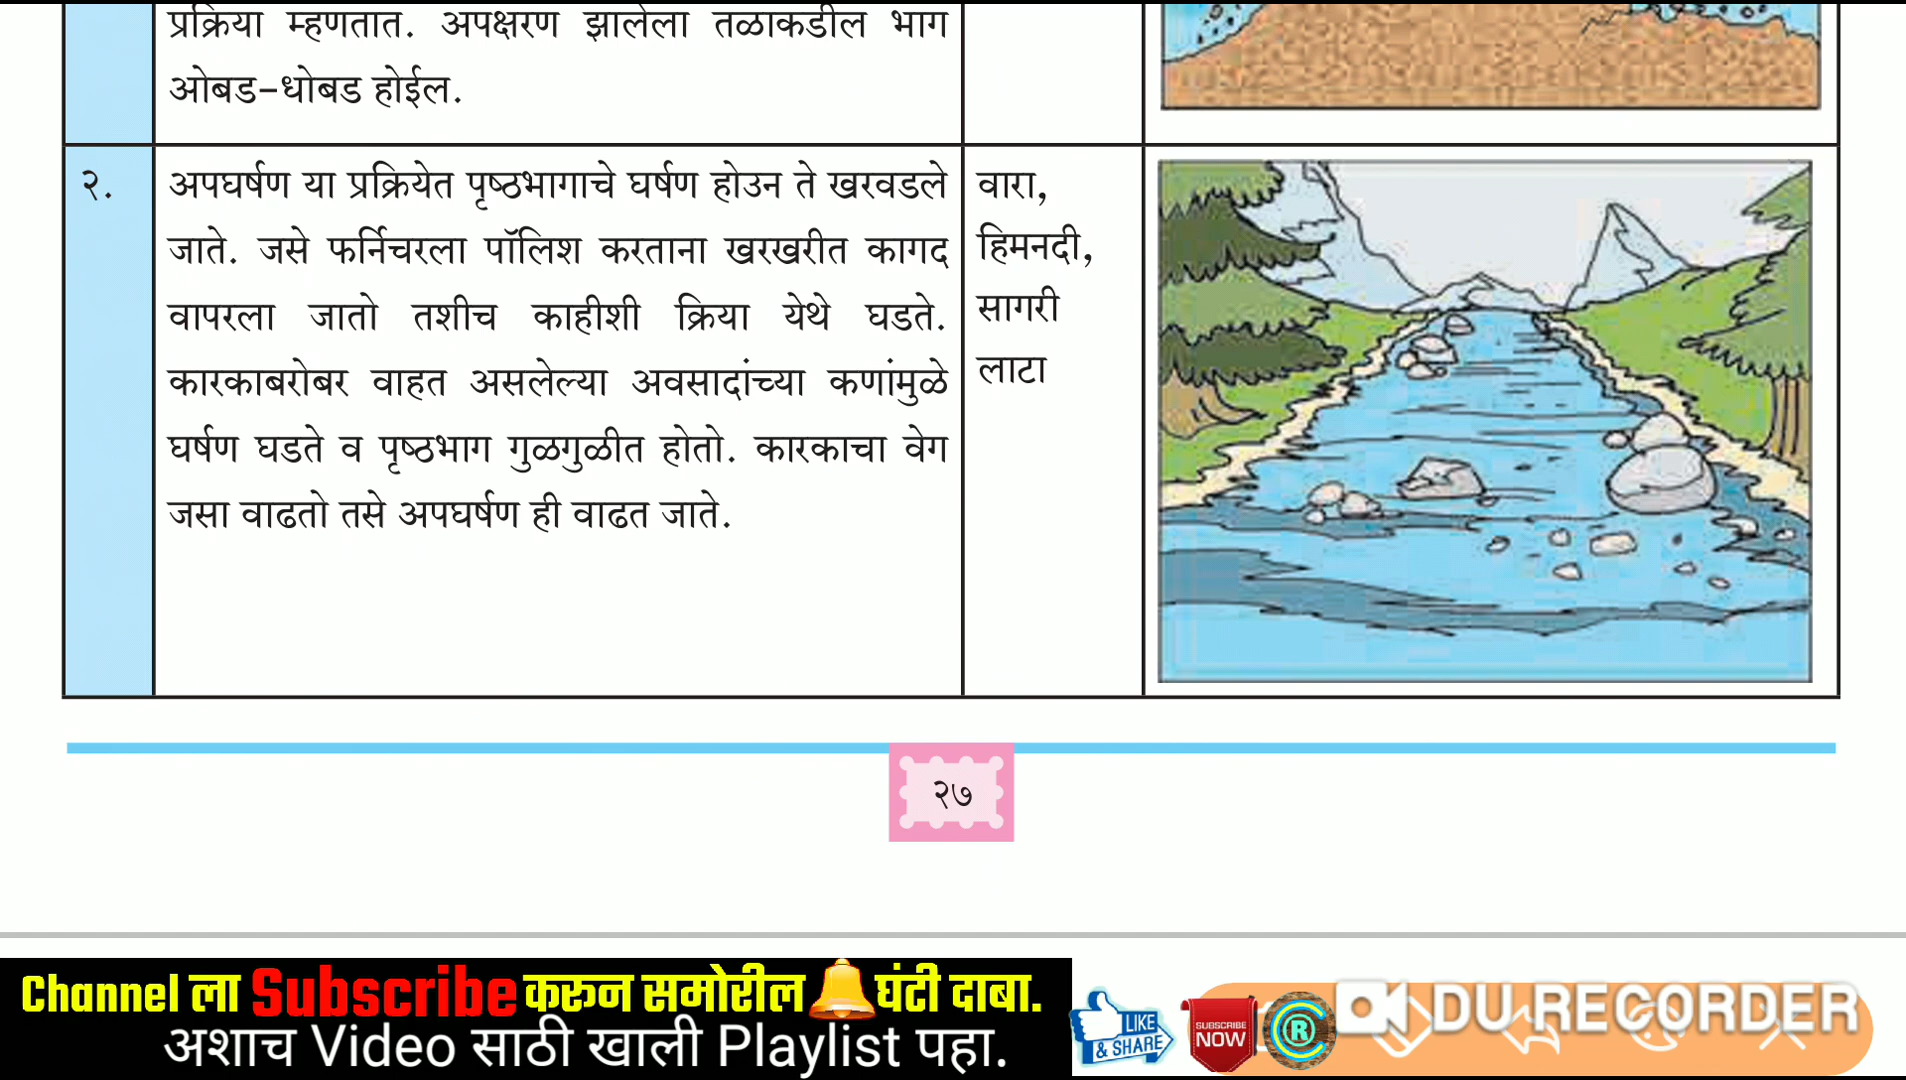 प्रक्रिया म्हणतात. अपक्षरण झालेला तळाकडील भाग
ओबड-धोबड होईल.
२.
अपघर्षण या प्रक्रियेत पृष्ठभागाचे घर्षण होउन ते खरवडले
जाते. जसे फर्निचरला पॉलिश करताना खरखरीत कागद
वापरला जातो तशीच काहीशी क्रिया येथे घडते.
कारकाबरोबर वाहत असलेल्या अवसादांच्या कणांमुळे
घर्षण घडते व पृष्ठभाग गुळगुळीत होतो. कारकाचा वेग
जसा वाढतो तसे अपघर्षण ही वाढत जाते.
वारा,
हिमनदी,
सागरी
लाटा
२७
Channel ला Subscribe करून समोरील घंटी दाबा.
अशाच Video साठी खाली Playlist पहा.
LIKE
& SHARE
SUBSCRIBE
NOW
R
DU RECORDER